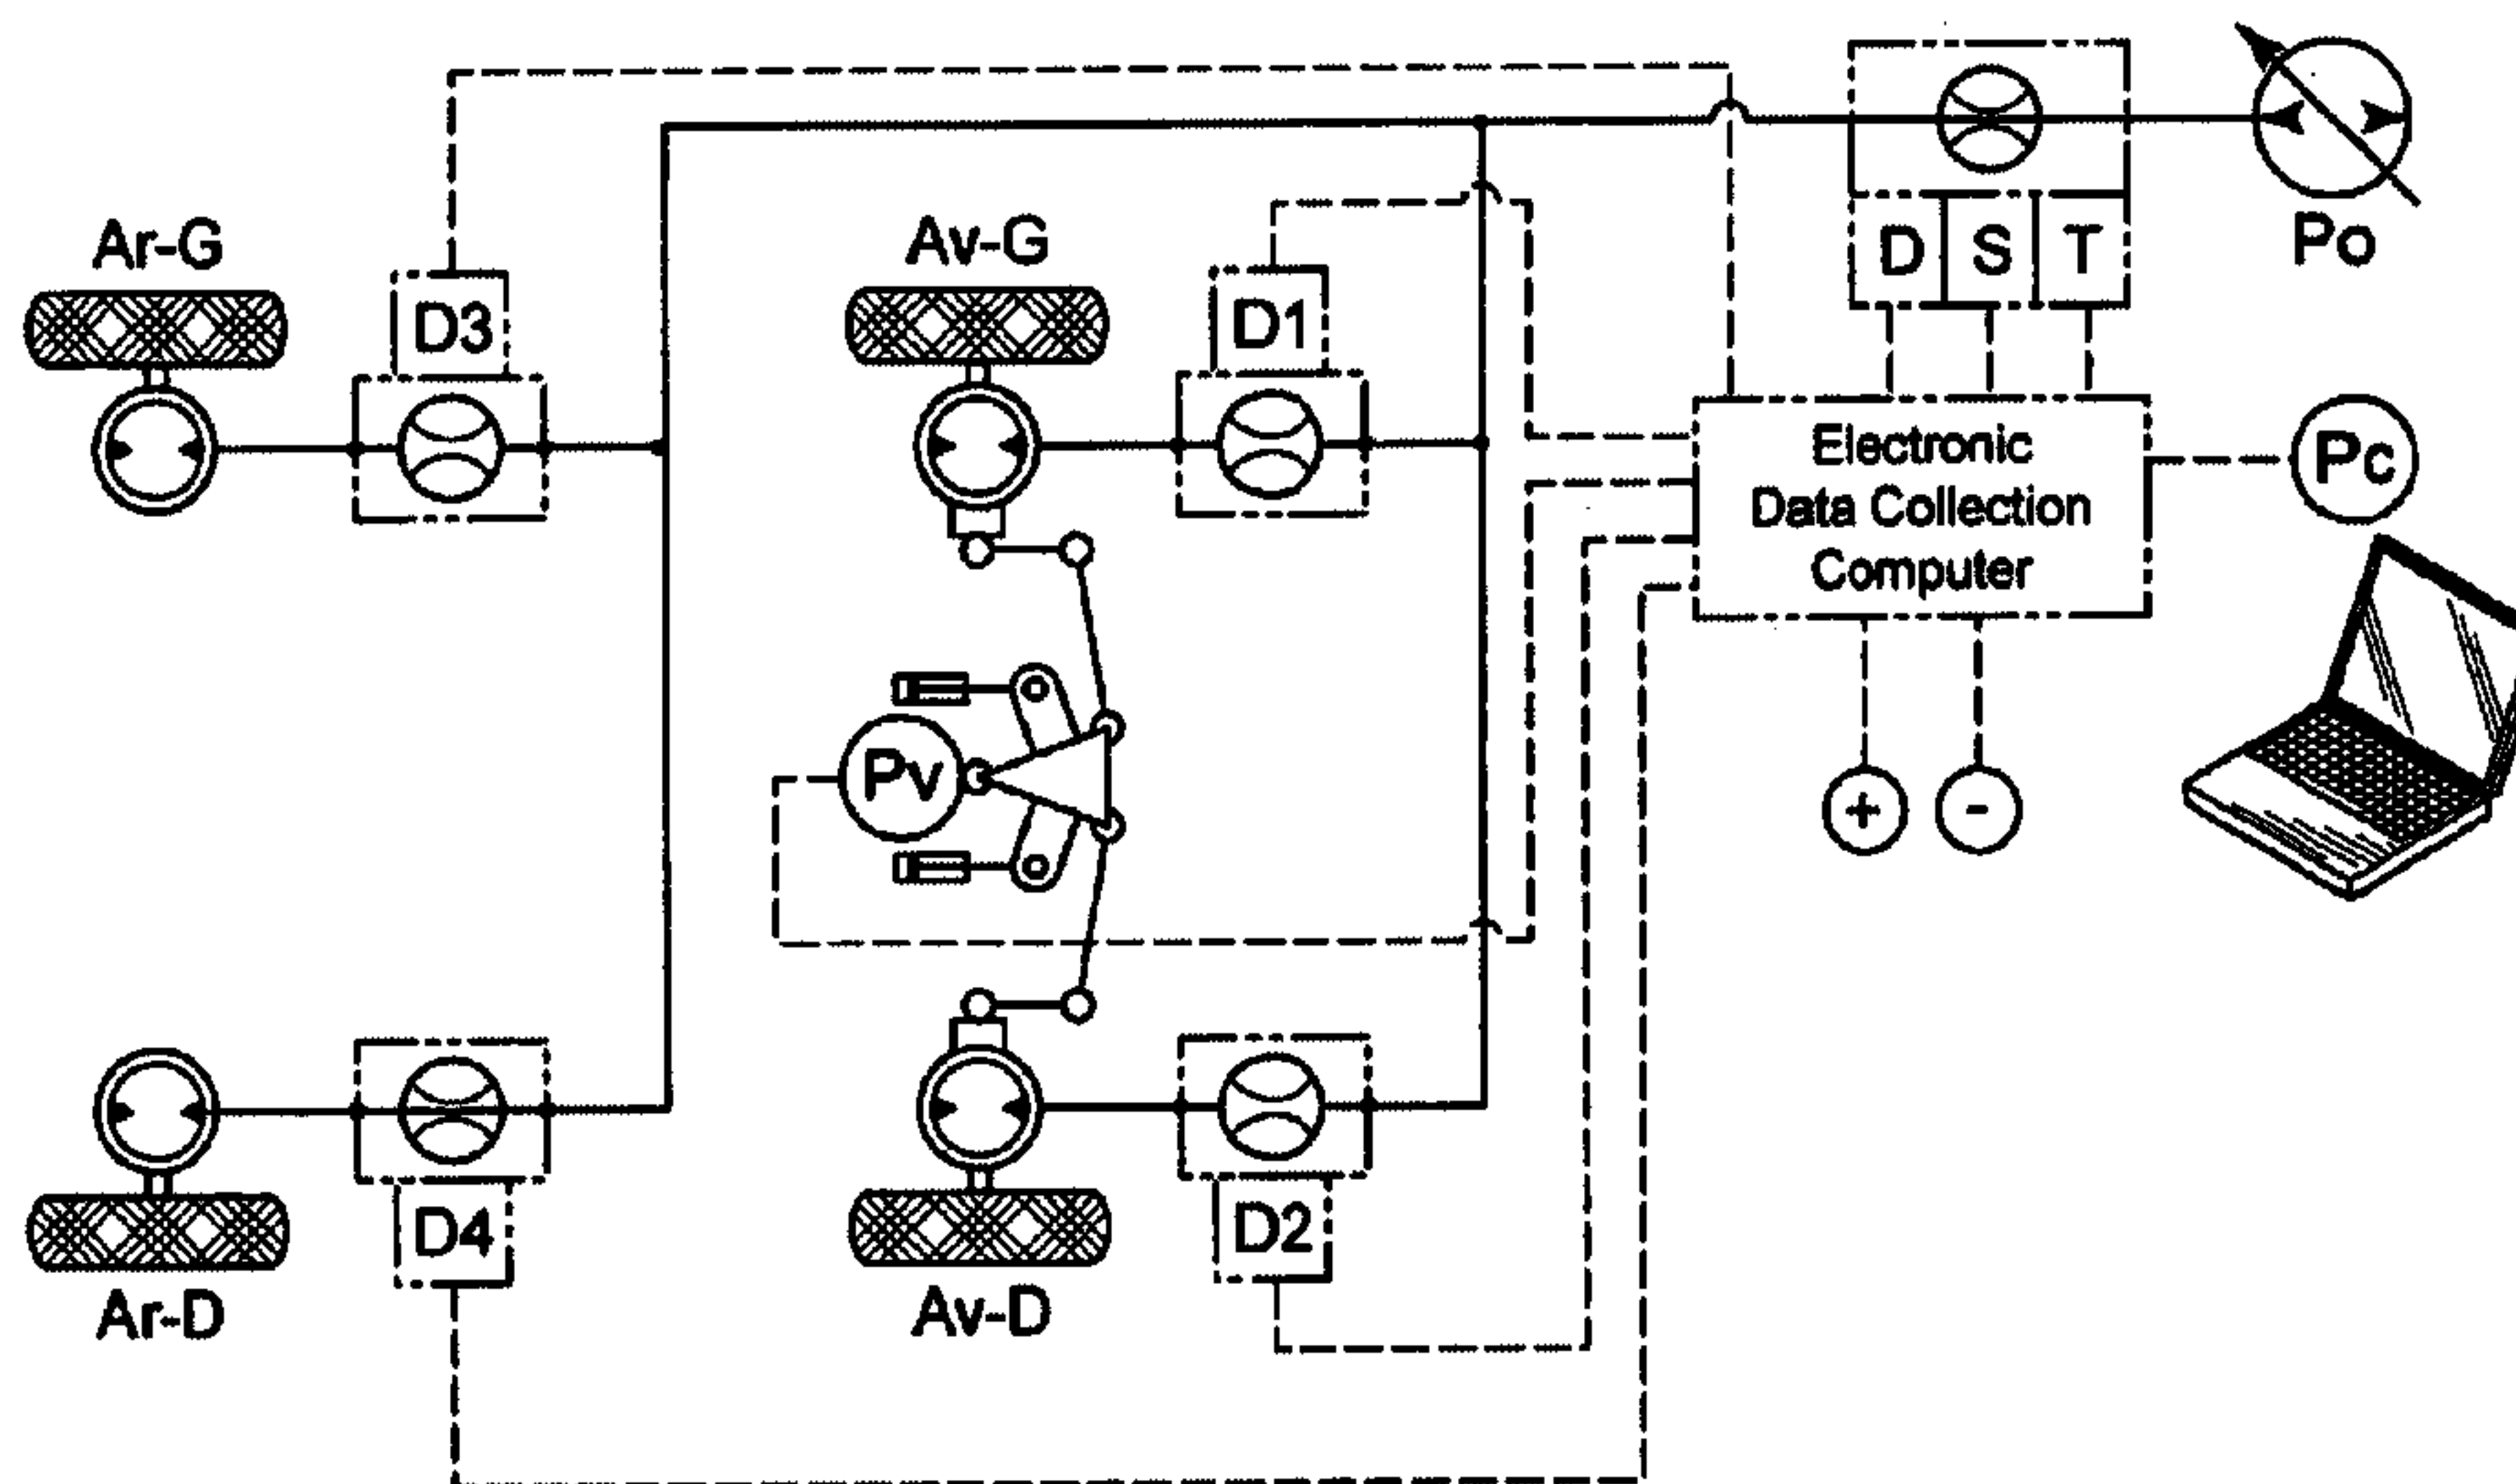 Ar-G
Av-G
D3
D1
D S T
Po
Electronic
Data Collection
Computer
Pc
Pv
+ -
D4
D2
Ar-D
Av-D